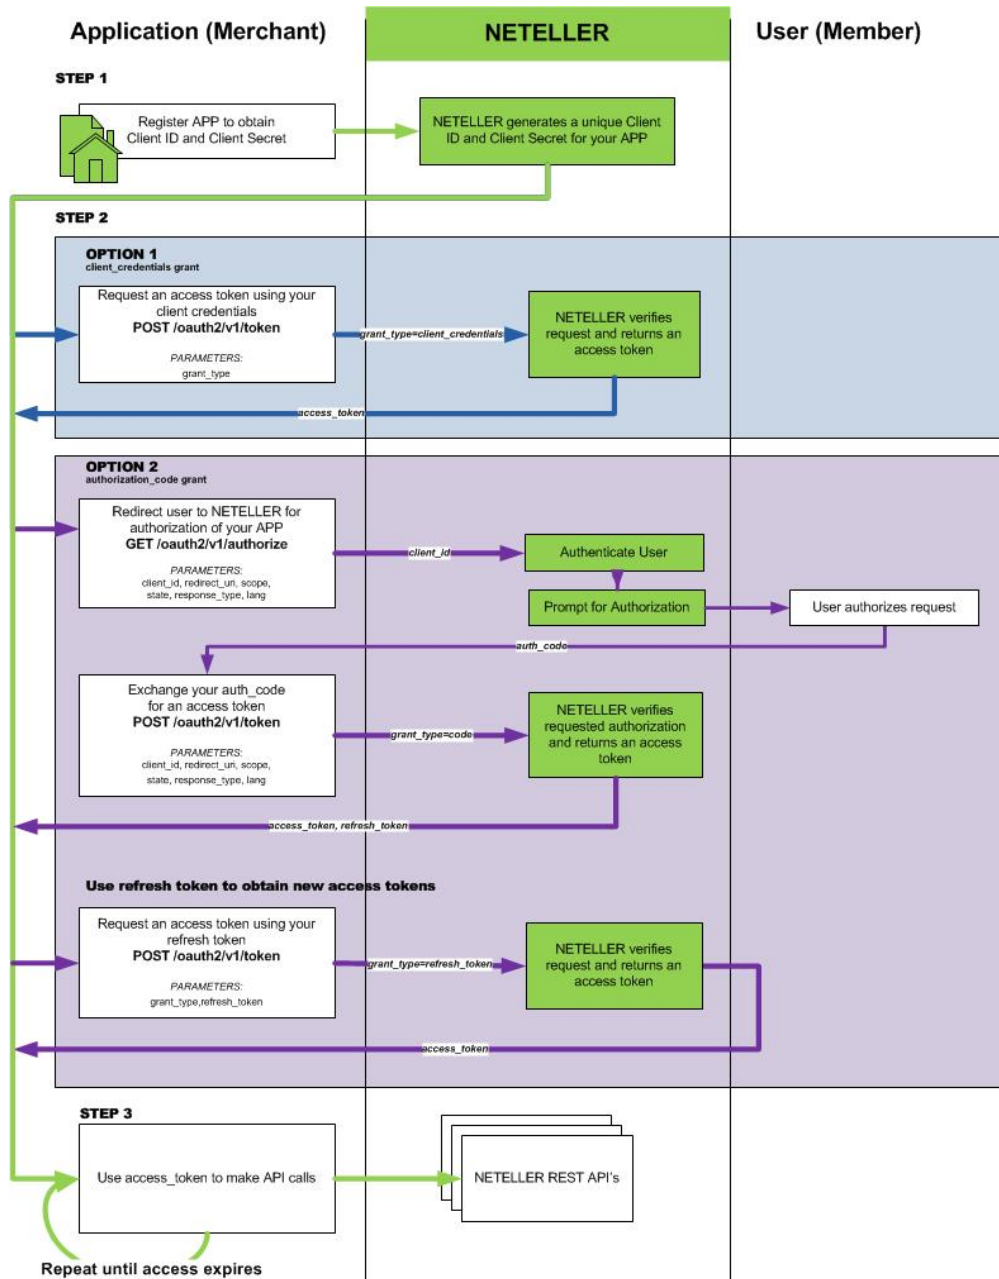 Application (Merchant)
NETELLER
User (Member)
STEP 1
Register APP to obtain
Client ID and Client Secret
NETELLER generates a unique Client
ID and Client Secret for your APP
STEP 2
OPTION 1
client_credentials grant
Request an access token using your
client credentials
POST /oauth2/v1/token
PARAMETERS:
grant_type
grant_type=client_credentials
NETELLER verifies
request and returns an
access token
access_token
OPTION 2
authorization_code grant
Redirect user to NETELLER for
authorization of your APP
GET /oauth2/v1/authorize
PARAMETERS:
client_id, redirect_uri, scope,
state, response_type, lang
client_id
Authenticate User
Prompt for Authorization
User authorizes request
auth_code
Exchange your auth_code
for an access token
POST /oauth2/v1/token
PARAMETERS:
client_id, redirect_uri, scope,
state, response_type, lang
grant_type=code
NETELLER verifies
requested authorization
and returns an access
token
access_token, refresh_token
Use refresh token to obtain new access tokens
Request an access token using your
refresh token
POST /oauth2/v1/token
PARAMETERS:
grant_type,refresh_token
grant_type=refresh_token
NETELLER verifies
request and returns an
access token
access_token
STEP 3
Use access_token to make API calls
NETELLER REST API's
Repeat until access expires